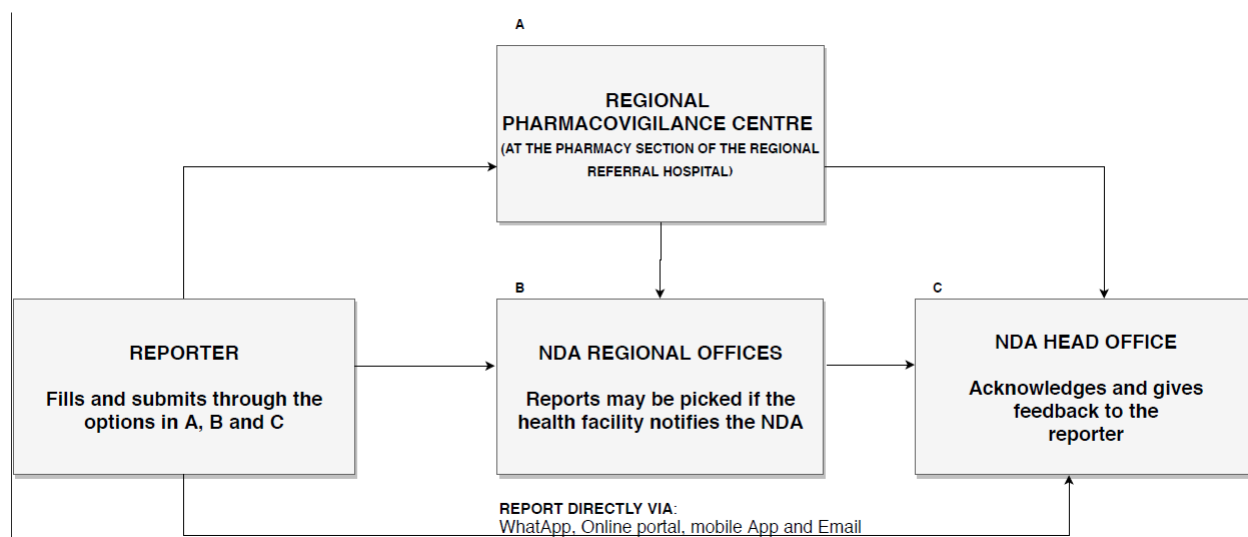 A
REGIONAL
PHARMACOVIGILANCE CENTRE
(AT THE PHARMACY SECTION OF THE REGIONAL
REFERRAL HOSPITAL)
REPORTER
Fills and submits through the
options in A, B and C
B
NDA REGIONAL OFFICES
Reports may be picked if the
health facility notifies the NDA
C
NDA HEAD OFFICE
Acknowledges and gives
feedback to the
reporter
REPORT DIRECTLY VIA:
WhatApp, Online portal, mobile App and Email